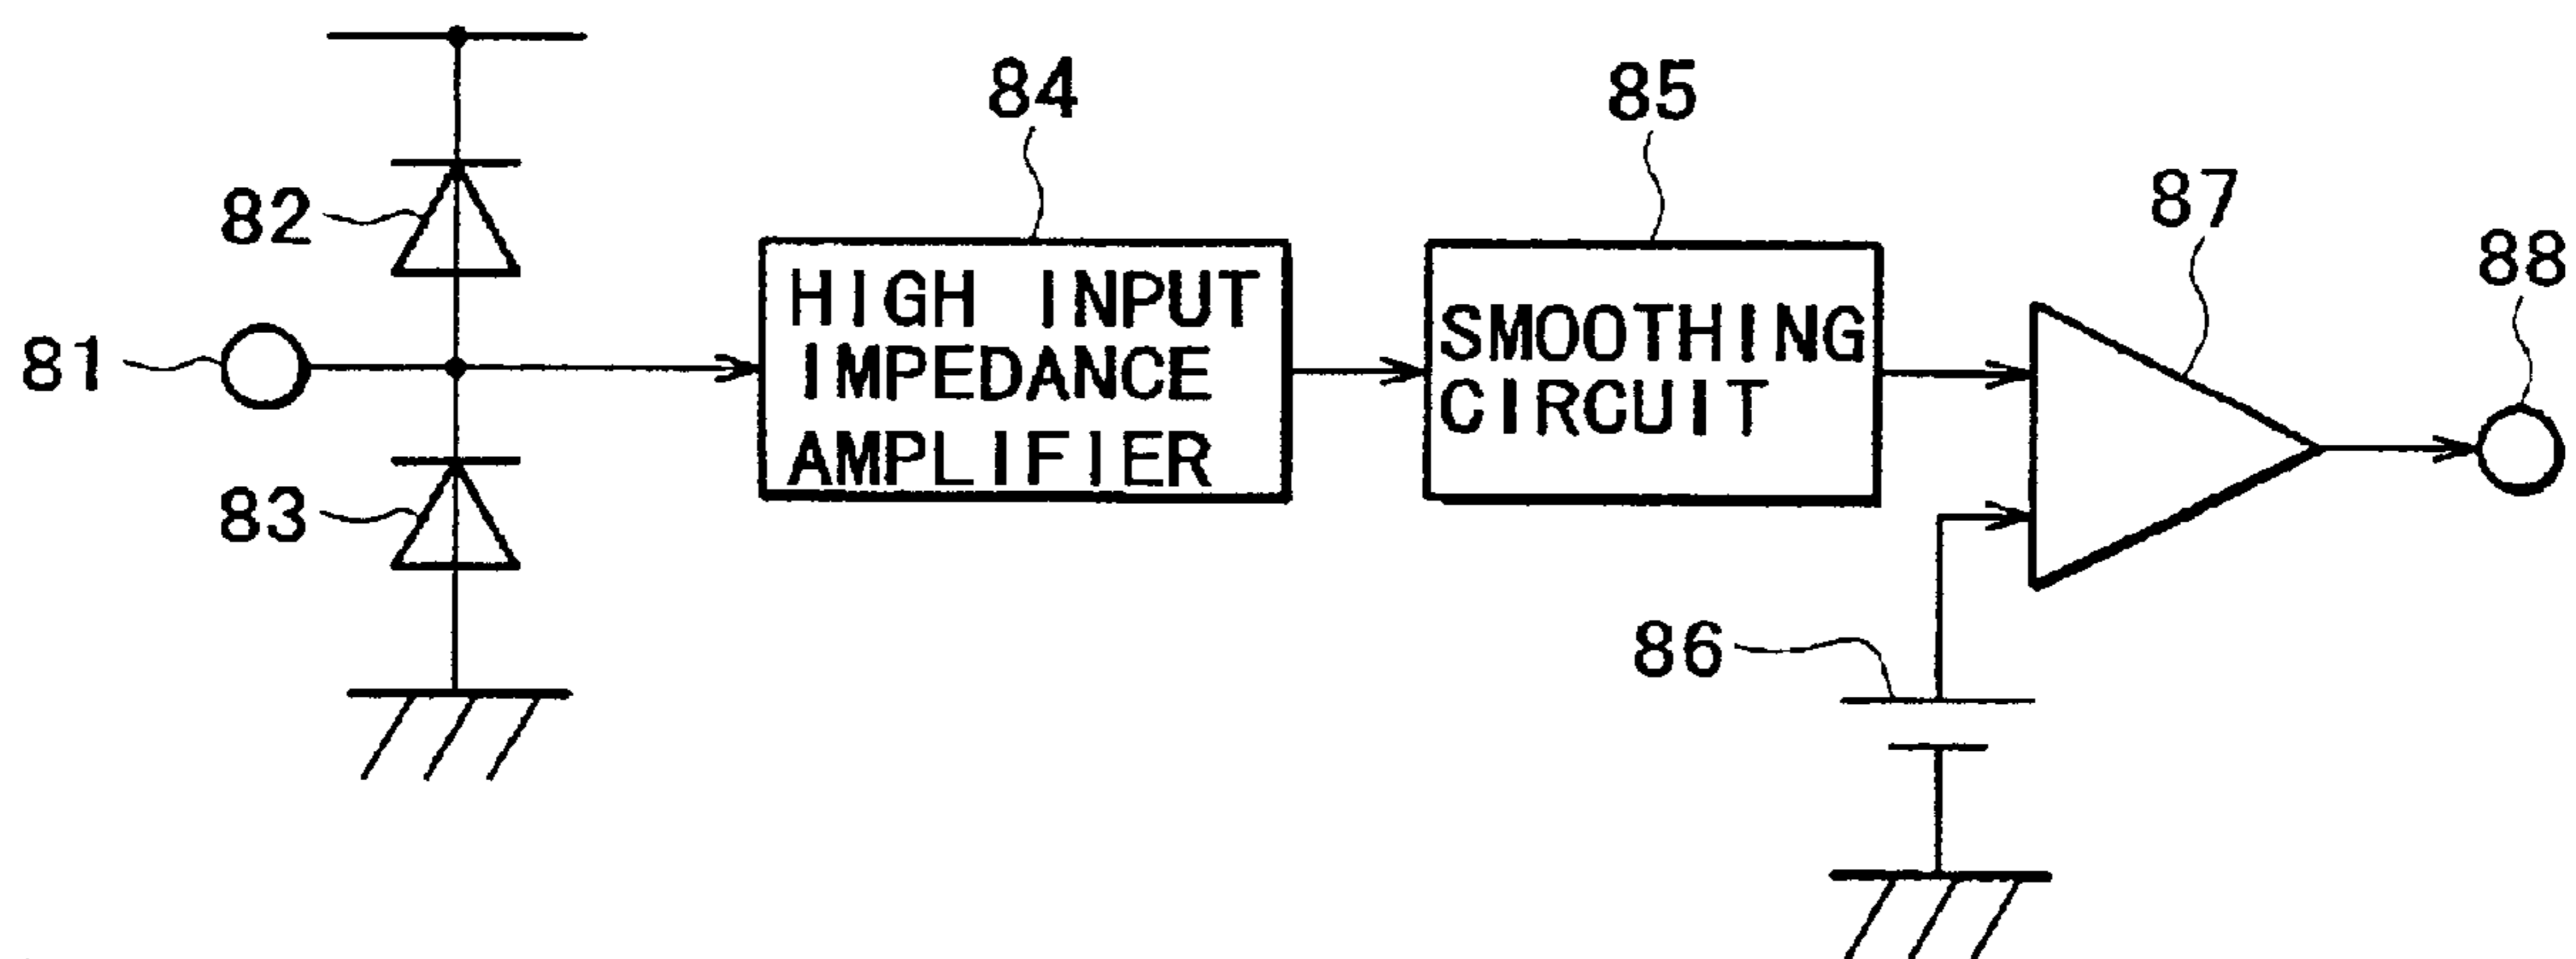 84
85
87
88
82
81
HIGH INPUT
IMPEDANCE
AMPLIFIER
SMOOTHING
CIRCUIT
83
86